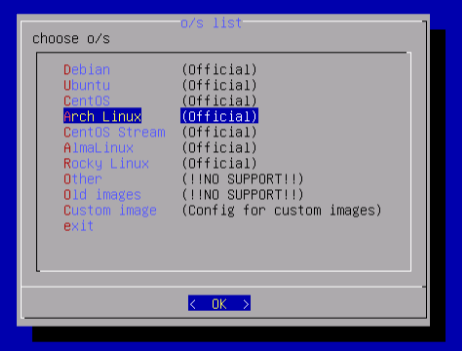 o/s list
choose o/s
Debian (Official)
Ubuntu (Official)
CentOS (Official)
Arch Linux (Official)
CentOS Stream (Official)
AlmaLinux (Official)
Rocky Linux (Official)
Other (!!NO SUPPORT!!)
Old images (!!NO SUPPORT!!)
Custom image (Config for custom images)
exit
< OK >